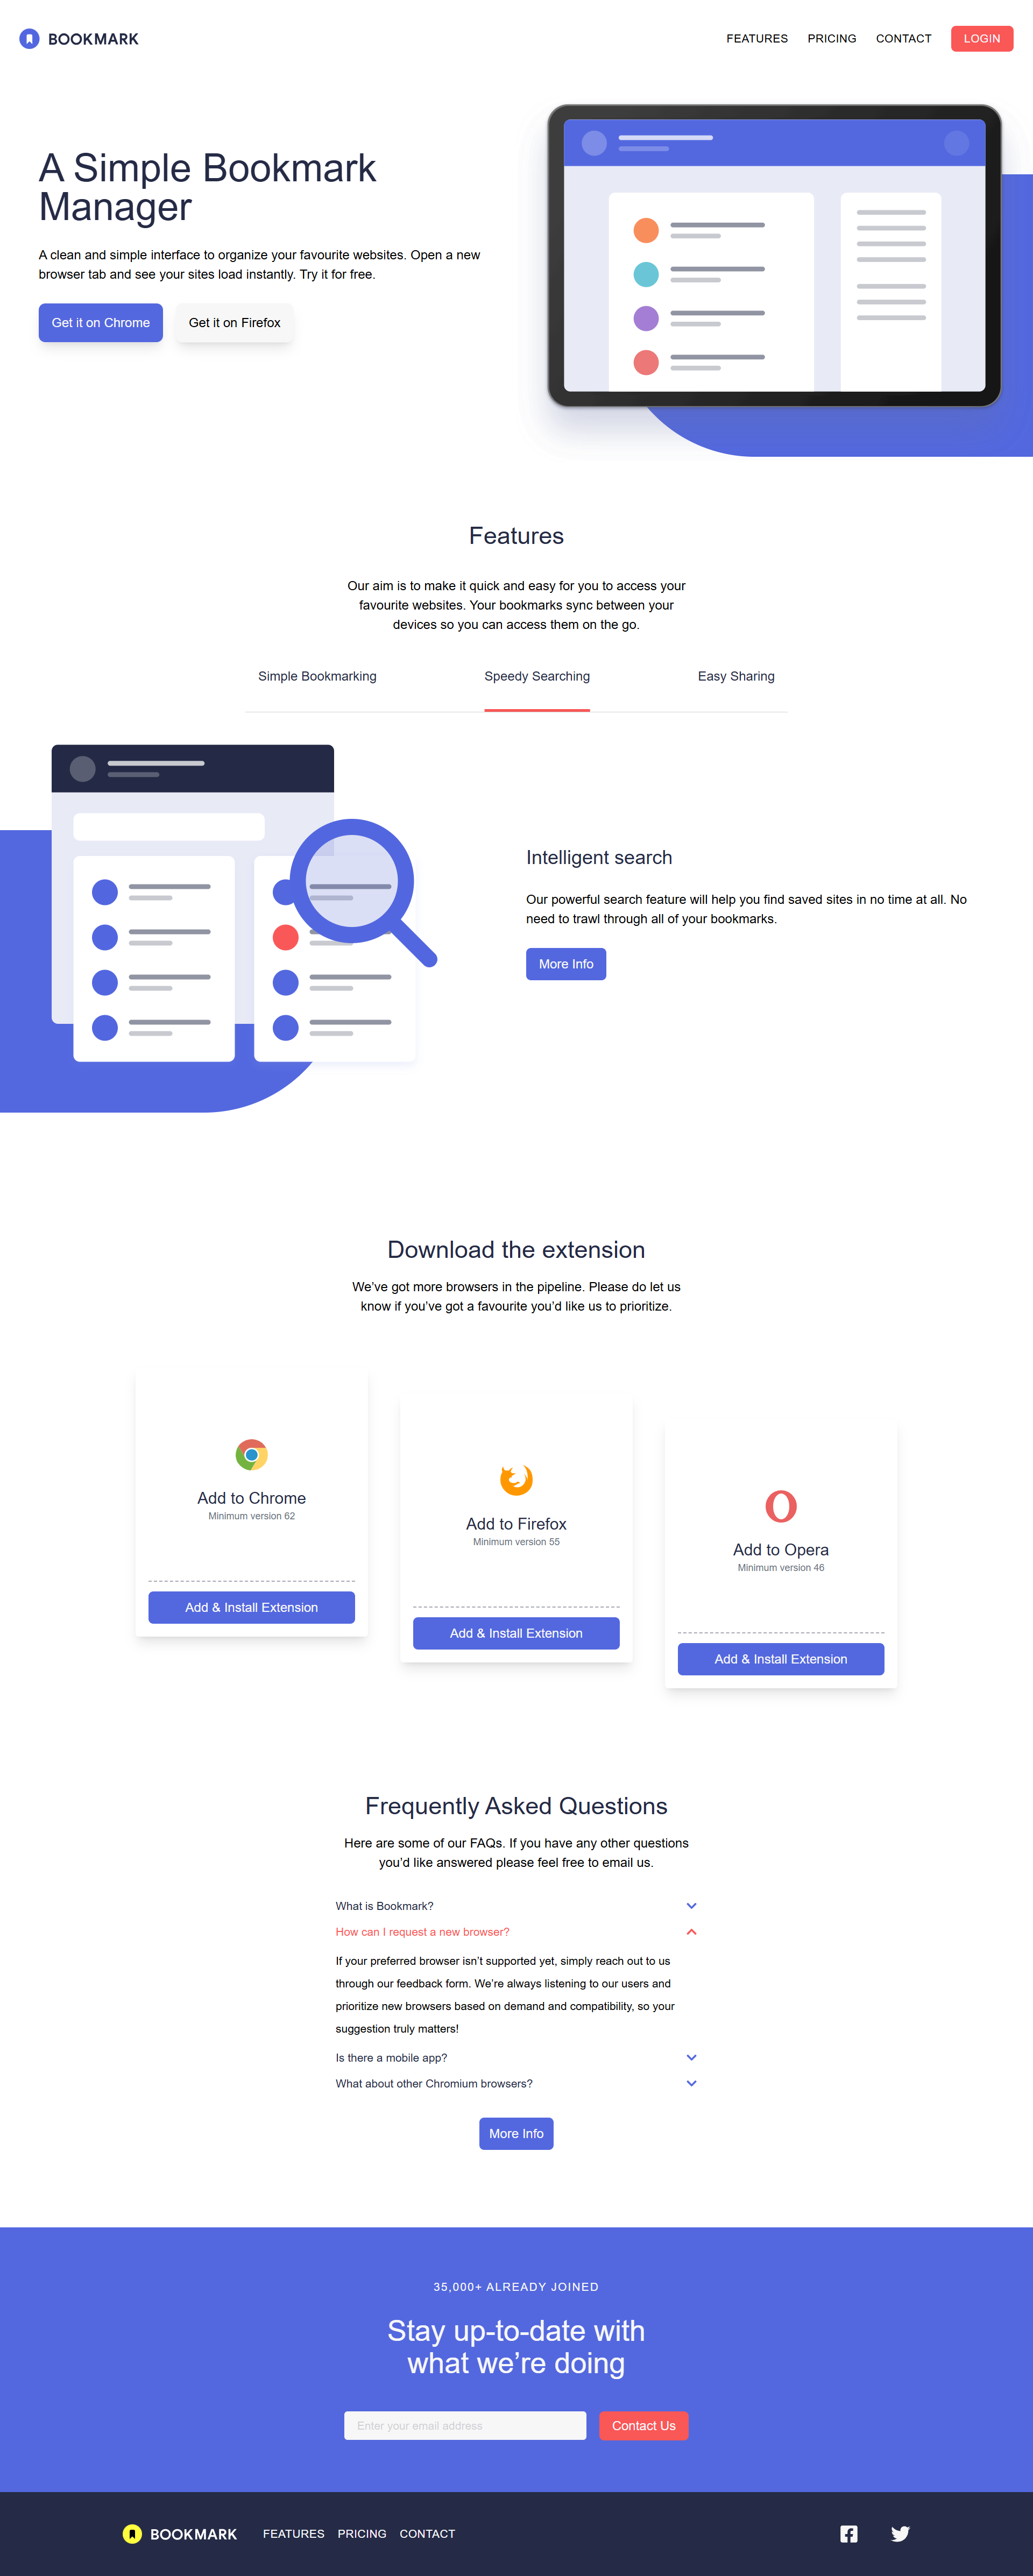 BOOKMARK
FEATURES PRICING CONTACT LOGIN
A Simple Bookmark
Manager
A clean and simple interface to organize your favourite websites. Open a new
browser tab and see your sites load instantly. Try it for free.
Get it on Chrome Get it on Firefox
Features
Our aim is to make it quick and easy for you to access your
favourite websites. Your bookmarks sync between your
devices so you can access them on the go.
Simple Bookmarking Speedy Searching Easy Sharing
Intelligent search
Our powerful search feature will help you find saved sites in no time at all. No
need to trawl through all of your bookmarks.
More Info
Download the extension
We’ve got more browsers in the pipeline. Please do let us
know if you’ve got a favourite you’d like us to prioritize.
Add to Chrome
Minimum version 62
Add & Install Extension
Add to Firefox
Minimum version 55
Add & Install Extension
Add to Opera
Minimum version 46
Add & Install Extension
Frequently Asked Questions
Here are some of our FAQs. If you have any other questions
you’d like answered please feel free to email us.
What is Bookmark?
How can I request a new browser?
If your preferred browser isn’t supported yet, simply reach out to us
through our feedback form. We’re always listening to our users and
prioritize new browsers based on demand and compatibility, so your
suggestion truly matters!
Is there a mobile app?
What about other Chromium browsers?
More Info
35,000+ ALREADY JOINED
Stay up-to-date with
what we’re doing
Enter your email address Contact Us
BOOKMARK FEATURES PRICING CONTACT